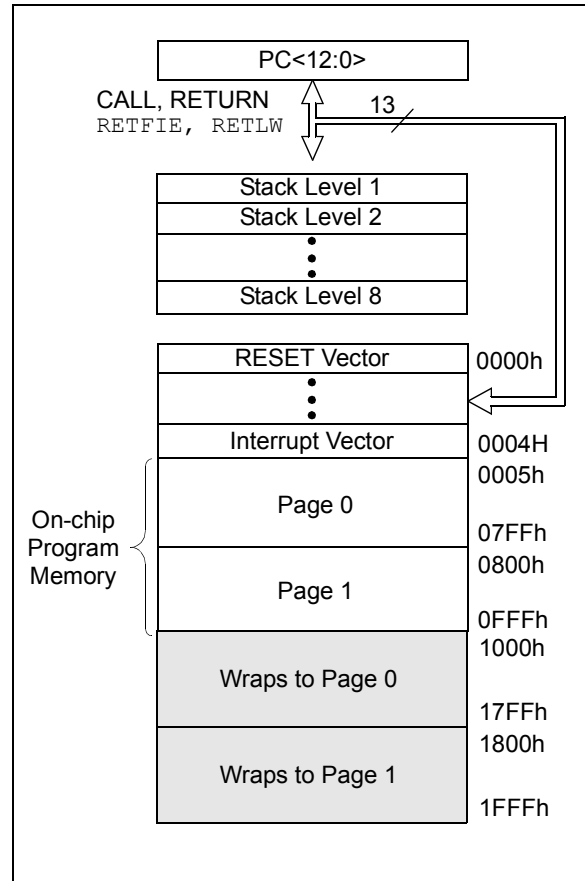 PC<12:0>
CALL, RETURN
RETFIE, RETLW
13
Stack Level 1
Stack Level 2
Stack Level 8
RESET Vector
0000h
Interrupt Vector
0004H
0005h
On-chip
Program
Memory
Page 0
07FFh
0800h
Page 1
0FFFh
1000h
Wraps to Page 0
17FFh
1800h
Wraps to Page 1
1FFFh